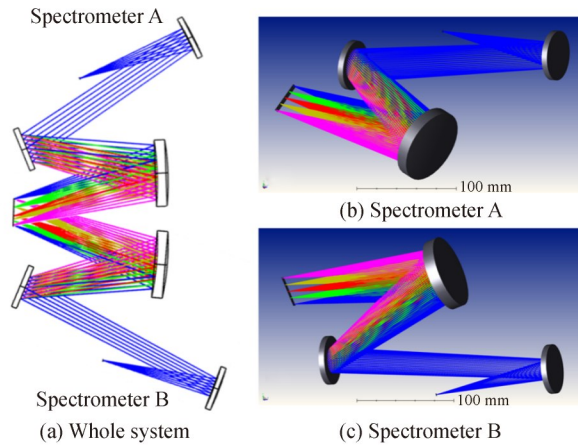 Spectrometer A
100 mm
(b) Spectrometer A
Spectrometer B
(a) Whole system
100 mm
(c) Spectrometer B